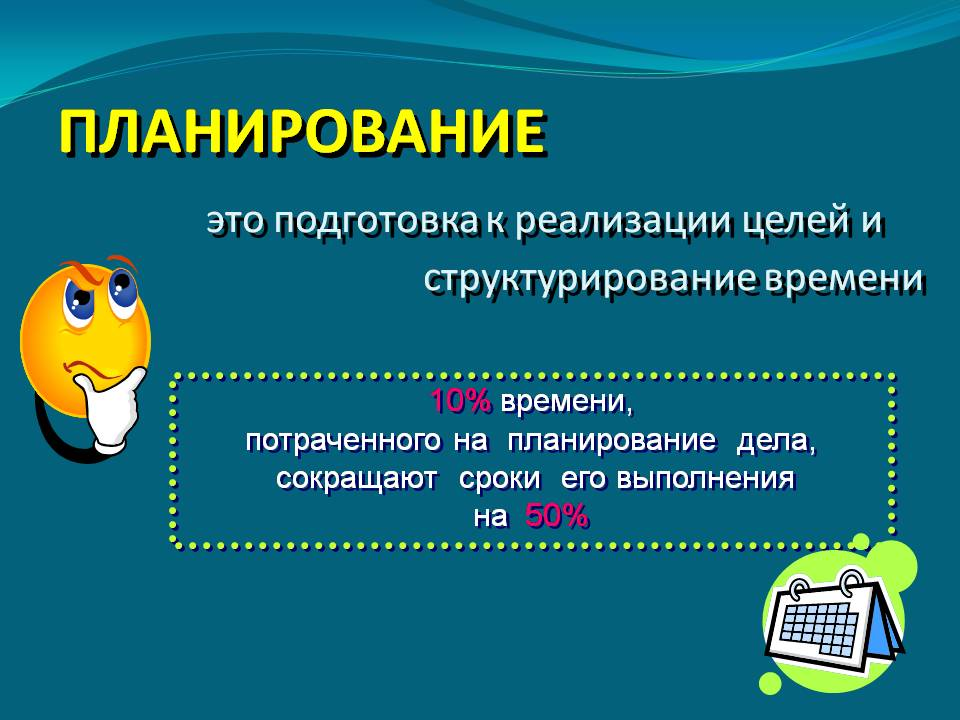 ПЛАНИРОВАНИЕ
это подготовка к реализации целей и
структурирование времени
10% времени,
потраченного на планирование дела,
сокращают сроки его выполнения
на 50%